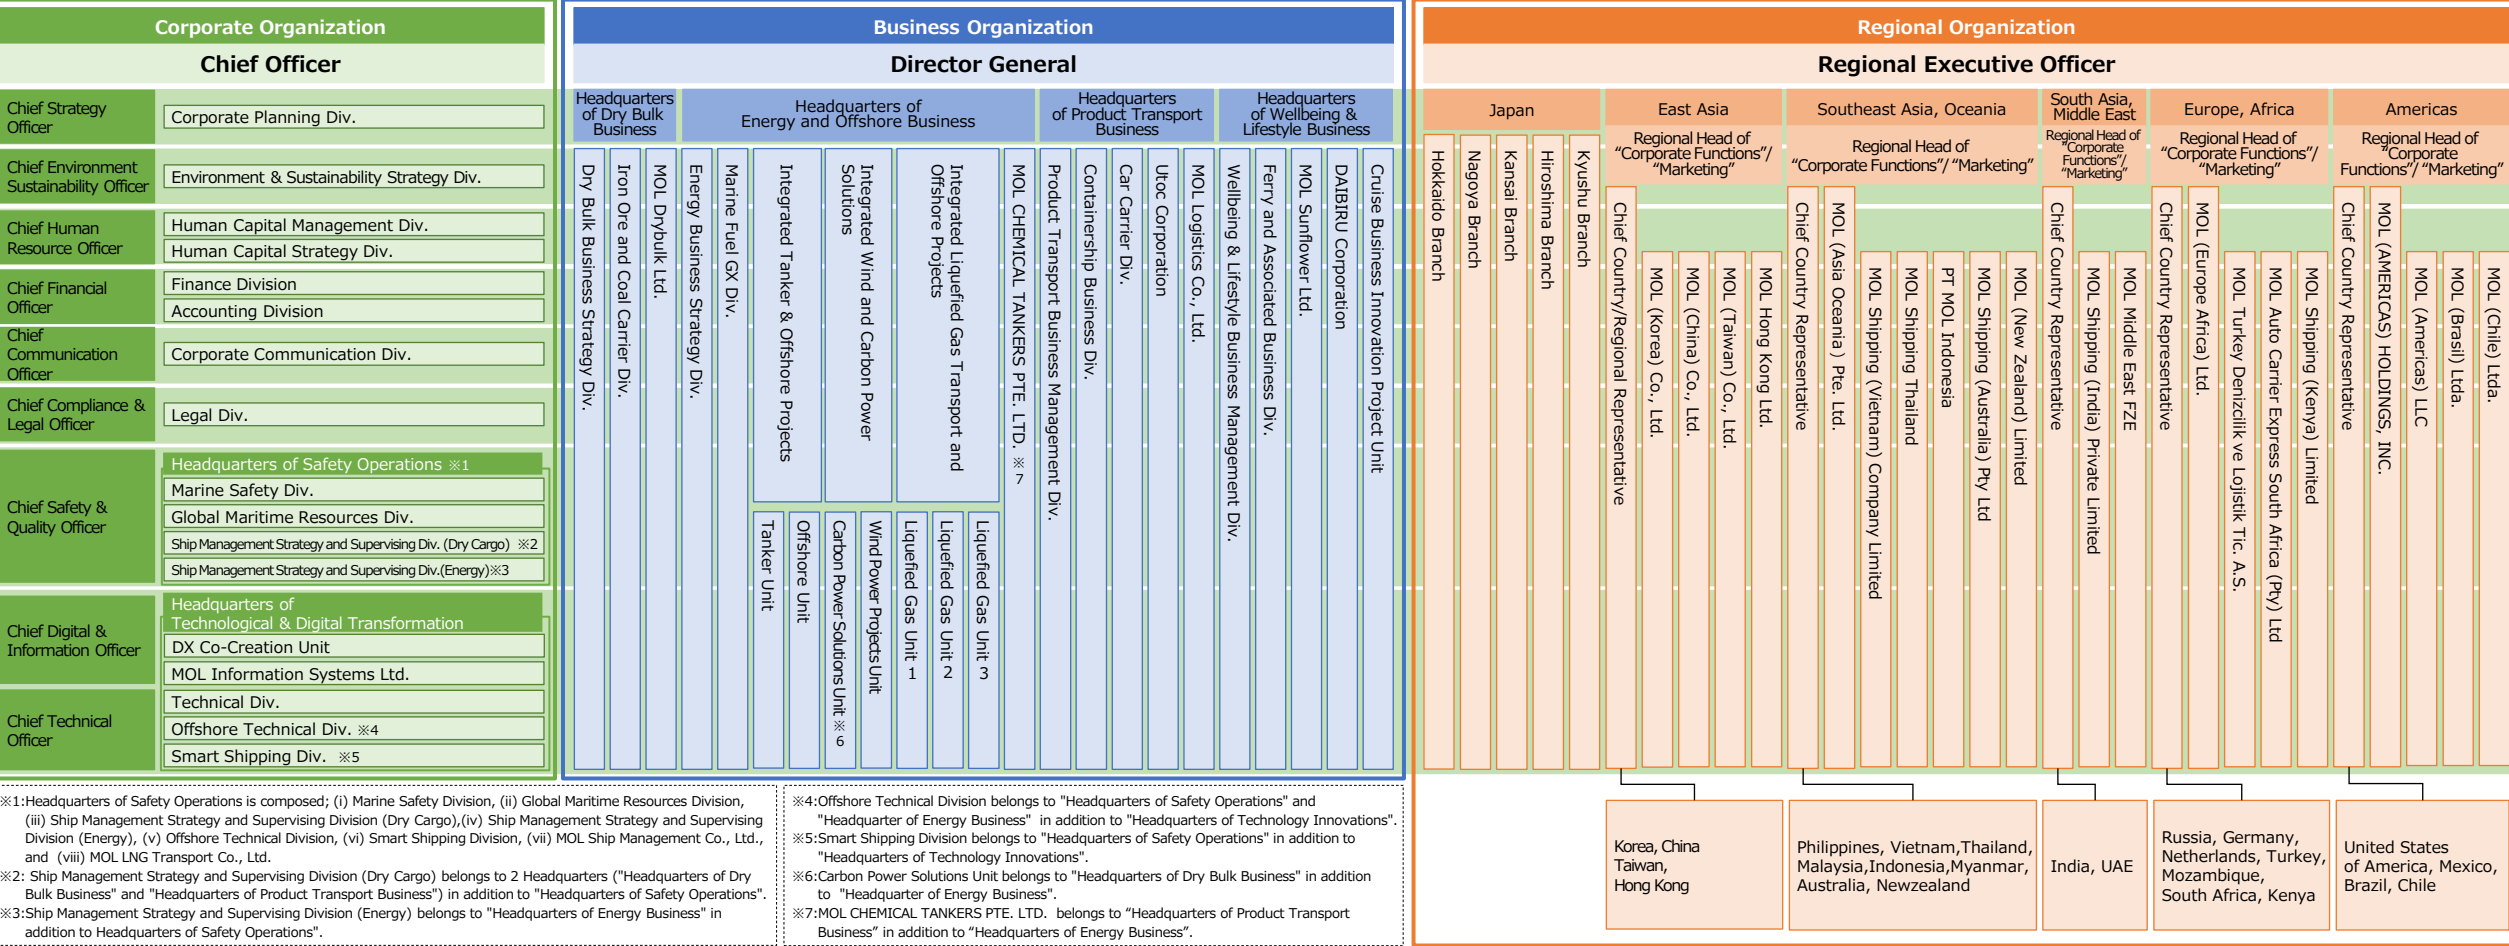 Corporate Organization
Chief Officer
Chief Strategy
Officer
Corporate Planning Div.
Chief Environment
Sustainability Officer
Environment & Sustainability Strategy Div.
Chief Human
Resource Officer
Human Capital Management Div.
Human Capital Strategy Div.
Chief Financial
Officer
Finance Division
Accounting Division
Chief
Communication
Officer
Corporate Communication Div.
Chief Compliance &
Legal Officer
Legal Div.
Chief Safety &
Quality Officer
Headquarters of Safety Operations ※1
Marine Safety Div.
Global Maritime Resources Div.
Ship Management Strategy and Supervising Div. (Dry Cargo) ※2
Ship Management Strategy and Supervising Div.(Energy)※3
Chief Digital &
Information Officer
Headquarters of
Technological & Digital Transformation
DX Co-Creation Unit
MOL Information Systems Ltd.
Chief Technical
Officer
Technical Div.
Offshore Technical Div. ※4
Smart Shipping Div. ※5
Business Organization
Director General
Headquarters
of Dry Bulk
Business
Dry Bulk Business Strategy Div.
Iron Ore and Coal Carrier Div.
MOL Drybulk Ltd.
Headquarters of
Energy and Offshore Business
Energy Business Strategy Div.
Marine Fuel GX Div.
Integrated Tanker & Offshore Projects
Tanker Unit
Offshore Unit
Integrated Wind and Carbon Power
Solutions
Carbon Power Solutions Unit ※6
Wind Power Projects Unit
Integrated Liquefied Gas Transport and
Offshore Projects
Liquefied Gas Unit 1
Liquefied Gas Unit 2
Liquefied Gas Unit 3
MOL CHEMICAL TANKERS PTE. LTD. ※7
Headquarters
of Product Transport
Business
Product Transport Business Management Div.
Containership Business Div.
Car Carrier Div.
Utoc Corporation
MOL Logistics Co., Ltd.
Headquarters
of Wellbeing &
Lifestyle Business
Wellbeing & Lifestyle Business Management Div.
Ferry and Associated Business Div.
MOL Sunflower Ltd.
DAIBIRU Corporation
Cruise Business Innovation Project Unit
Regional Organization
Regional Executive Officer
Japan
Hokkaido Branch
Nagoya Branch
Kansai Branch
Hiroshima Branch
Kyushu Branch
East Asia
Regional Head of
“Corporate Functions”/
“Marketing”
Chief Country/Regional Representative
MOL (Korea) Co., Ltd.
MOL (China) Co., Ltd.
MOL (Taiwan) Co., Ltd.
MOL Hong Kong Ltd.
Korea, China
Taiwan,
Hong Kong
Southeast Asia, Oceania
Regional Head of
“Corporate Functions”/ “Marketing”
Chief Country Representative
MOL (Asia Oceania) Pte. Ltd.
MOL Shipping (Vietnam) Company Limited
MOL Shipping Thailand
PT MOL Indonesia
MOL Shipping (Australia) Pty Ltd
MOL (New Zealand) Limited
Philippines, Vietnam,Thailand,
Malaysia,Indonesia,Myanmar,
Australia, Newzealand
South Asia,
Middle East
Regional Head of
“Corporate
Functions”/
“Marketing”
Chief Country Representative
MOL Shipping (India) Private Limited
MOL Middle East FZE
India, UAE
Europe, Africa
Regional Head of
“Corporate Functions”/
“Marketing”
Chief Country Representative
MOL (Europe Africa) Ltd.
MOL Turkey Denizcilik ve Lojistik Tic. A.S.
MOL Auto Carrier Express South Africa (Pty) Ltd
MOL Shipping (Kenya) Limited
Russia, Germany,
Netherlands, Turkey,
Mozambique,
South Africa, Kenya
Americas
Regional Head of
“Corporate
Functions”/ “Marketing”
Chief Country Representative
MOL (AMERICAS) HOLDINGS, INC.
MOL (Americas) LLC
MOL (Brasil) Ltda.
MOL (Chile) Ltda.
United States
of America, Mexico,
Brazil, Chile
※1:Headquarters of Safety Operations is composed; (i) Marine Safety Division, (ii) Global Maritime Resources Division,
(iii) Ship Management Strategy and Supervising Division (Dry Cargo),(iv) Ship Management Strategy and Supervising
Division (Energy), (v) Offshore Technical Division, (vi) Smart Shipping Division, (vii) MOL Ship Management Co., Ltd.,
and (viii) MOL LNG Transport Co., Ltd.
※2: Ship Management Strategy and Supervising Division (Dry Cargo) belongs to 2 Headquarters ("Headquarters of Dry
Bulk Business" and "Headquarters of Product Transport Business") in addition to "Headquarters of Safety Operations".
※3:Ship Management Strategy and Supervising Division (Energy) belongs to "Headquarters of Energy Business" in
addition to Headquarters of Safety Operations".
※4:Offshore Technical Division belongs to "Headquarters of Safety Operations" and
"Headquarter of Energy Business" in addition to "Headquarters of Technology Innovations".
※5:Smart Shipping Division belongs to "Headquarters of Safety Operations" in addition to
"Headquarters of Technology Innovations".
※6:Carbon Power Solutions Unit belongs to "Headquarters of Dry Bulk Business" in addition
to "Headquarter of Energy Business".
※7:MOL CHEMICAL TANKERS PTE. LTD. belongs to “Headquarters of Product Transport
Business” in addition to “Headquarters of Energy Business”.